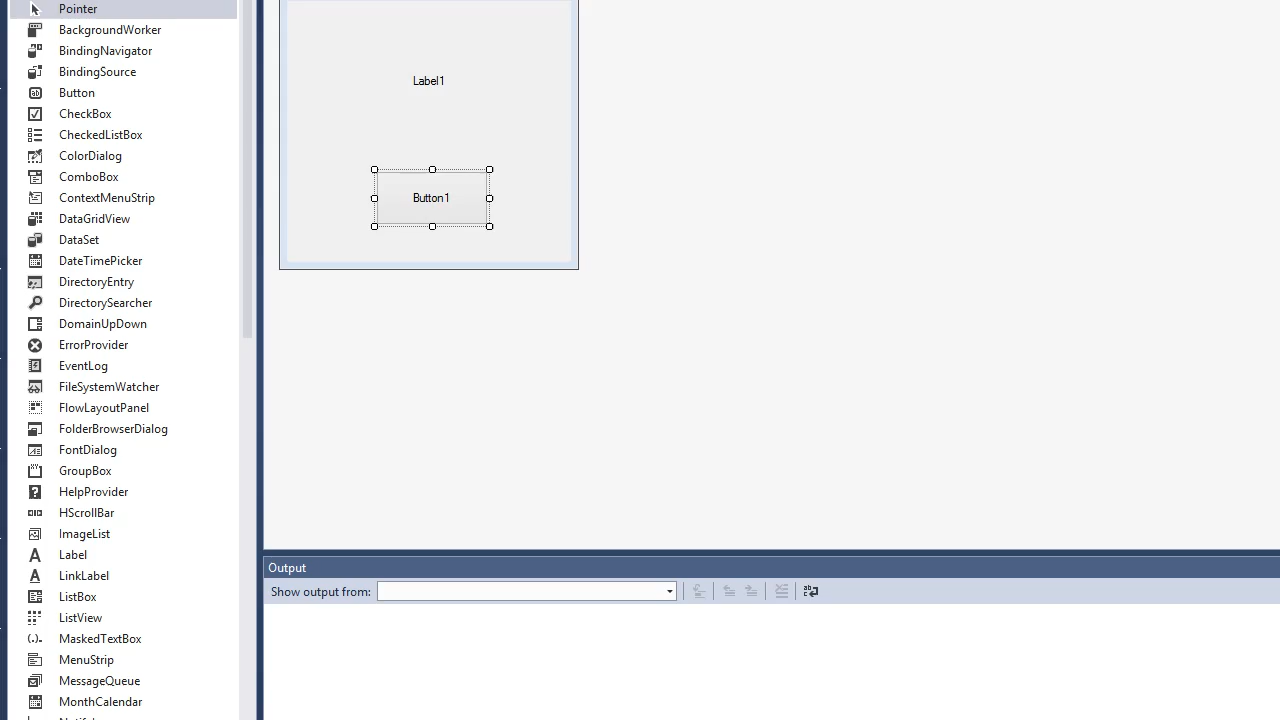 Pointer
BackgroundWorker
BindingNavigator
BindingSource
Button
CheckBox
CheckedListBox
ColorDialog
ComboBox
ContextMenuStrip
DataGridView
DataSet
DateTimePicker
DirectoryEntry
DirectorySearcher
DomainUpDown
ErrorProvider
EventLog
FileSystemWatcher
FlowLayoutPanel
FolderBrowserDialog
FontDialog
GroupBox
HelpProvider
HScrollBar
ImageList
Label
LinkLabel
ListBox
ListView
MaskedTextBox
MenuStrip
MessageQueue
MonthCalendar
Label1
Button1
Output
Show output from: